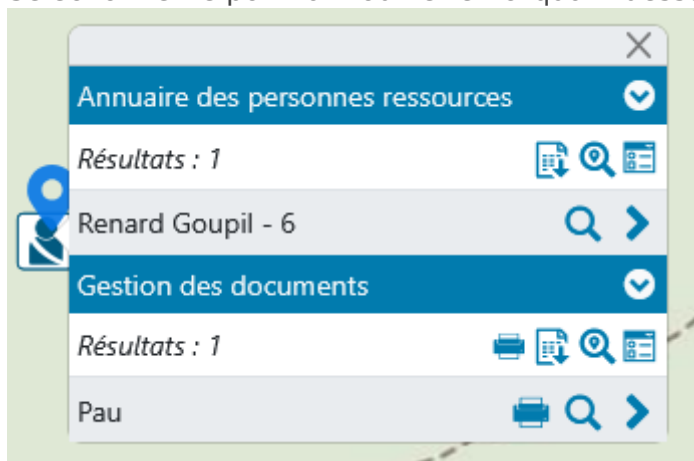 Annuaire des personnes ressources
Résultats : 1
Renard Goupil - 6
Gestion des documents
Résultats : 1
Pau